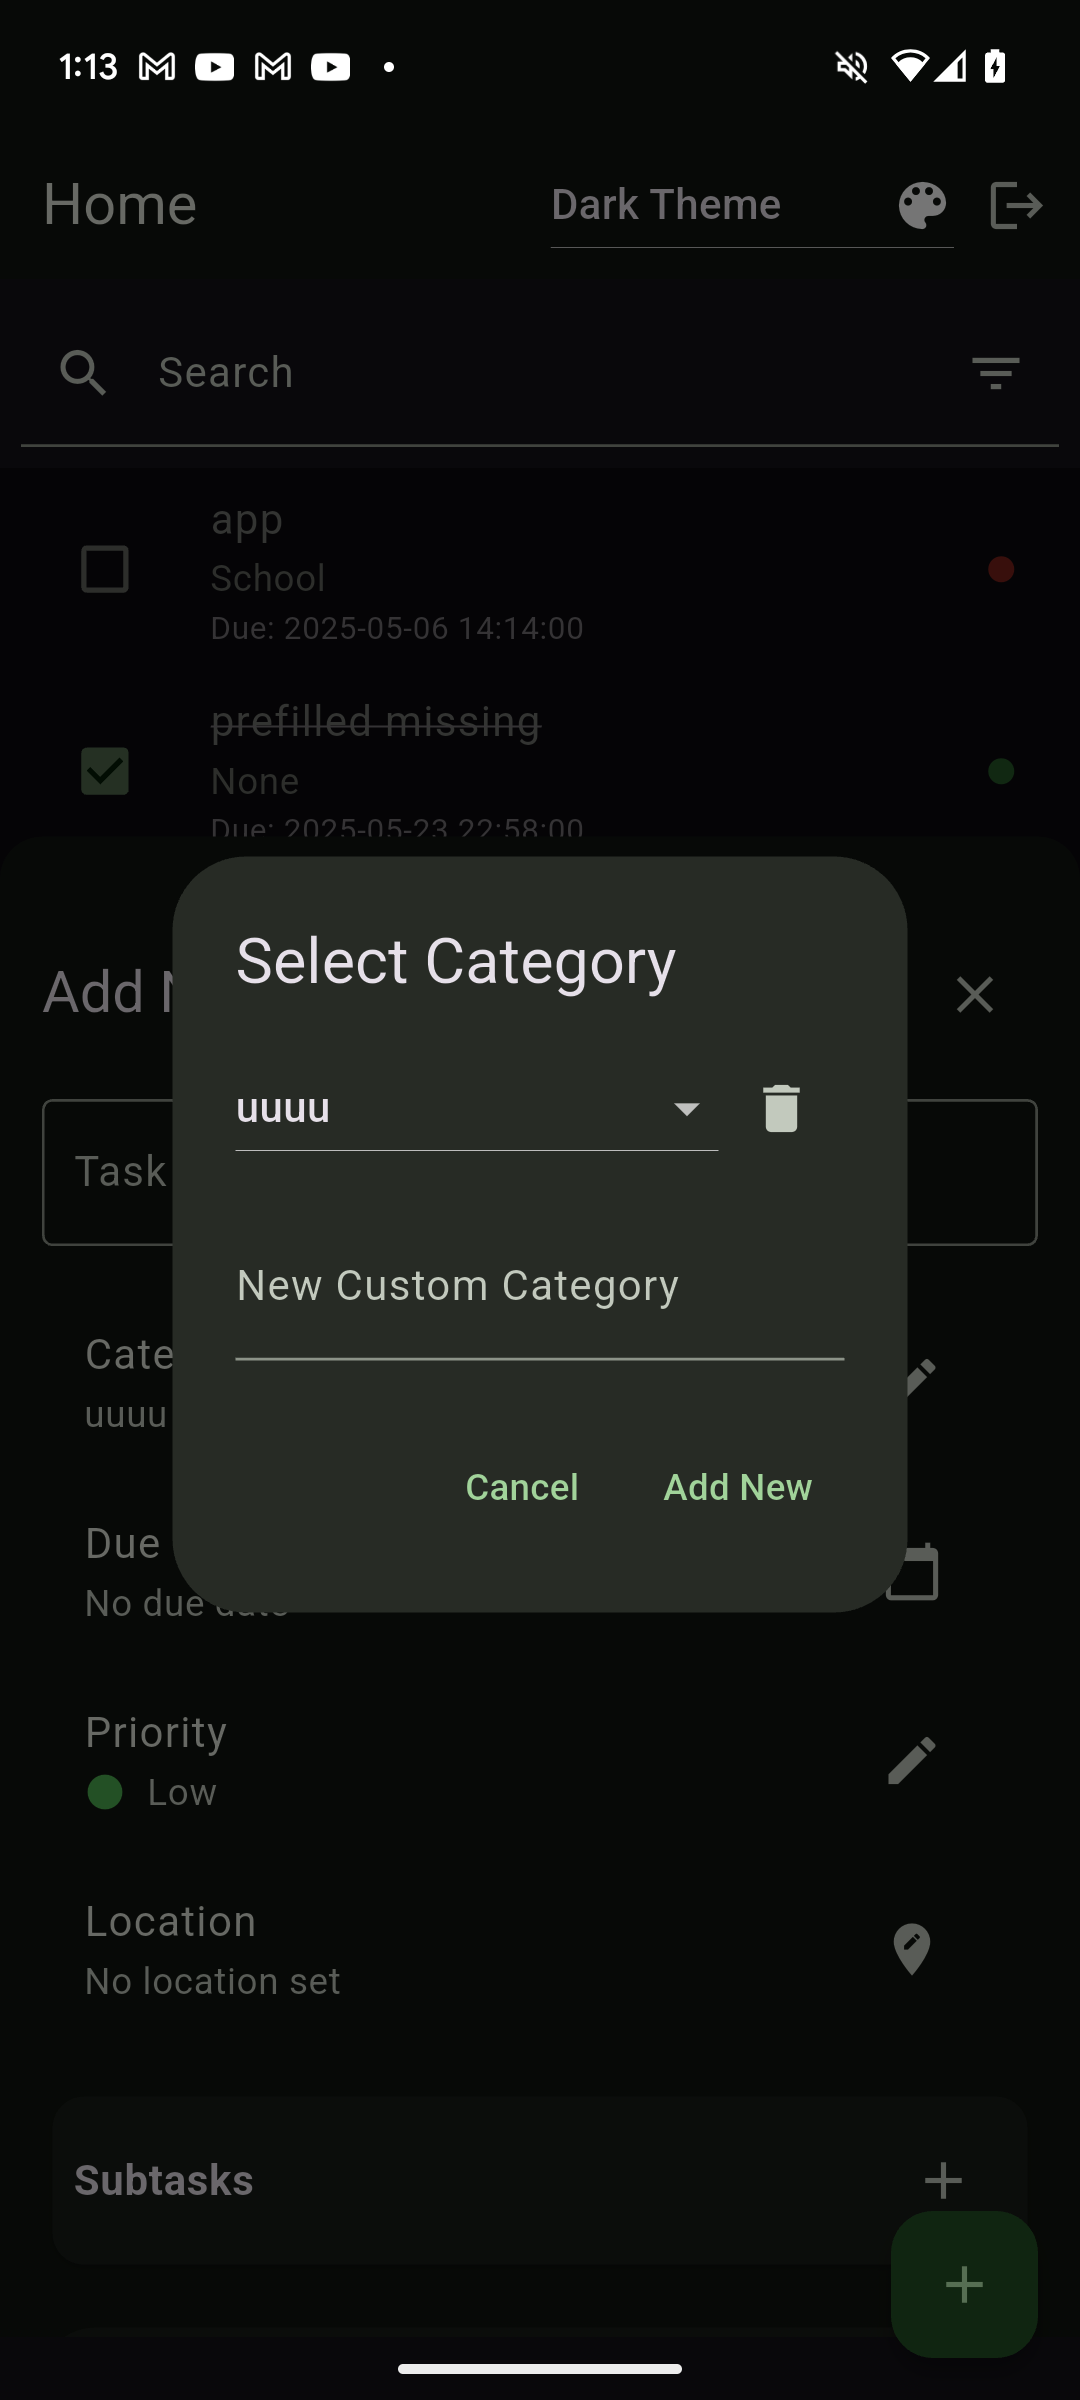 1:13
Home
Dark Theme
Search
app
School
Due: 2025-05-06 14:14:00
prefilled missing
None
Due: 2025-05-23 22:58:00
Select Category
Add
uuuu
Task
New Custom Category
Cate
uuuu
Cancel Add New
Due
No due date
Priority
Low
Location
No location set
Subtasks